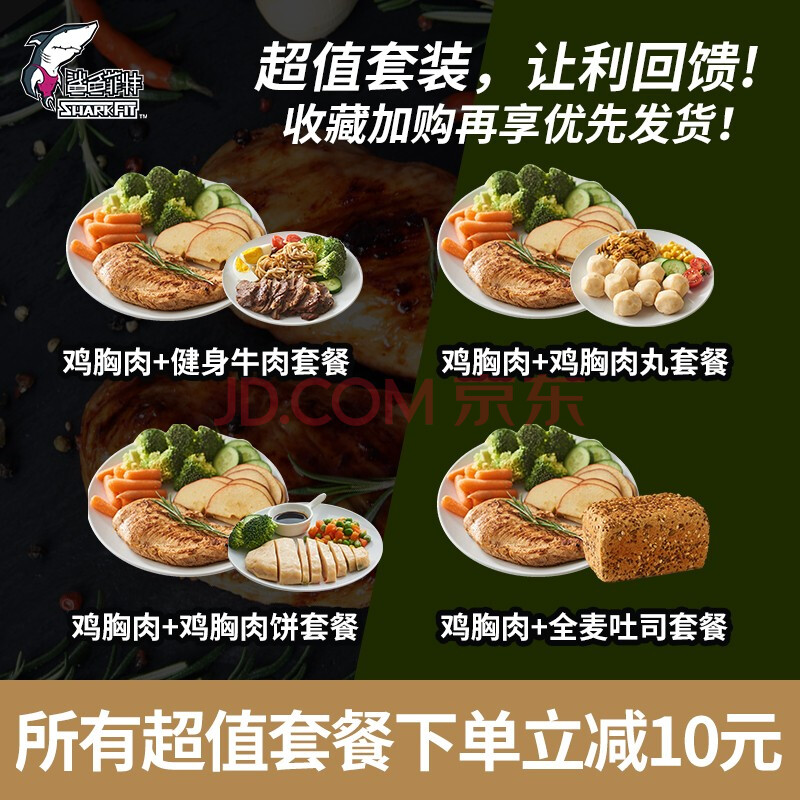 鲨鱼菲特
SHARKFIT™
超值套装，让利回馈!
收藏加购再享优先发货!
鸡胸肉+健身牛肉套餐
鸡胸肉+鸡胸肉丸套餐
JD.COM 京东
鸡胸肉+鸡胸肉饼套餐
鸡胸肉+全麦吐司套餐
所有超值套餐下单立减10元